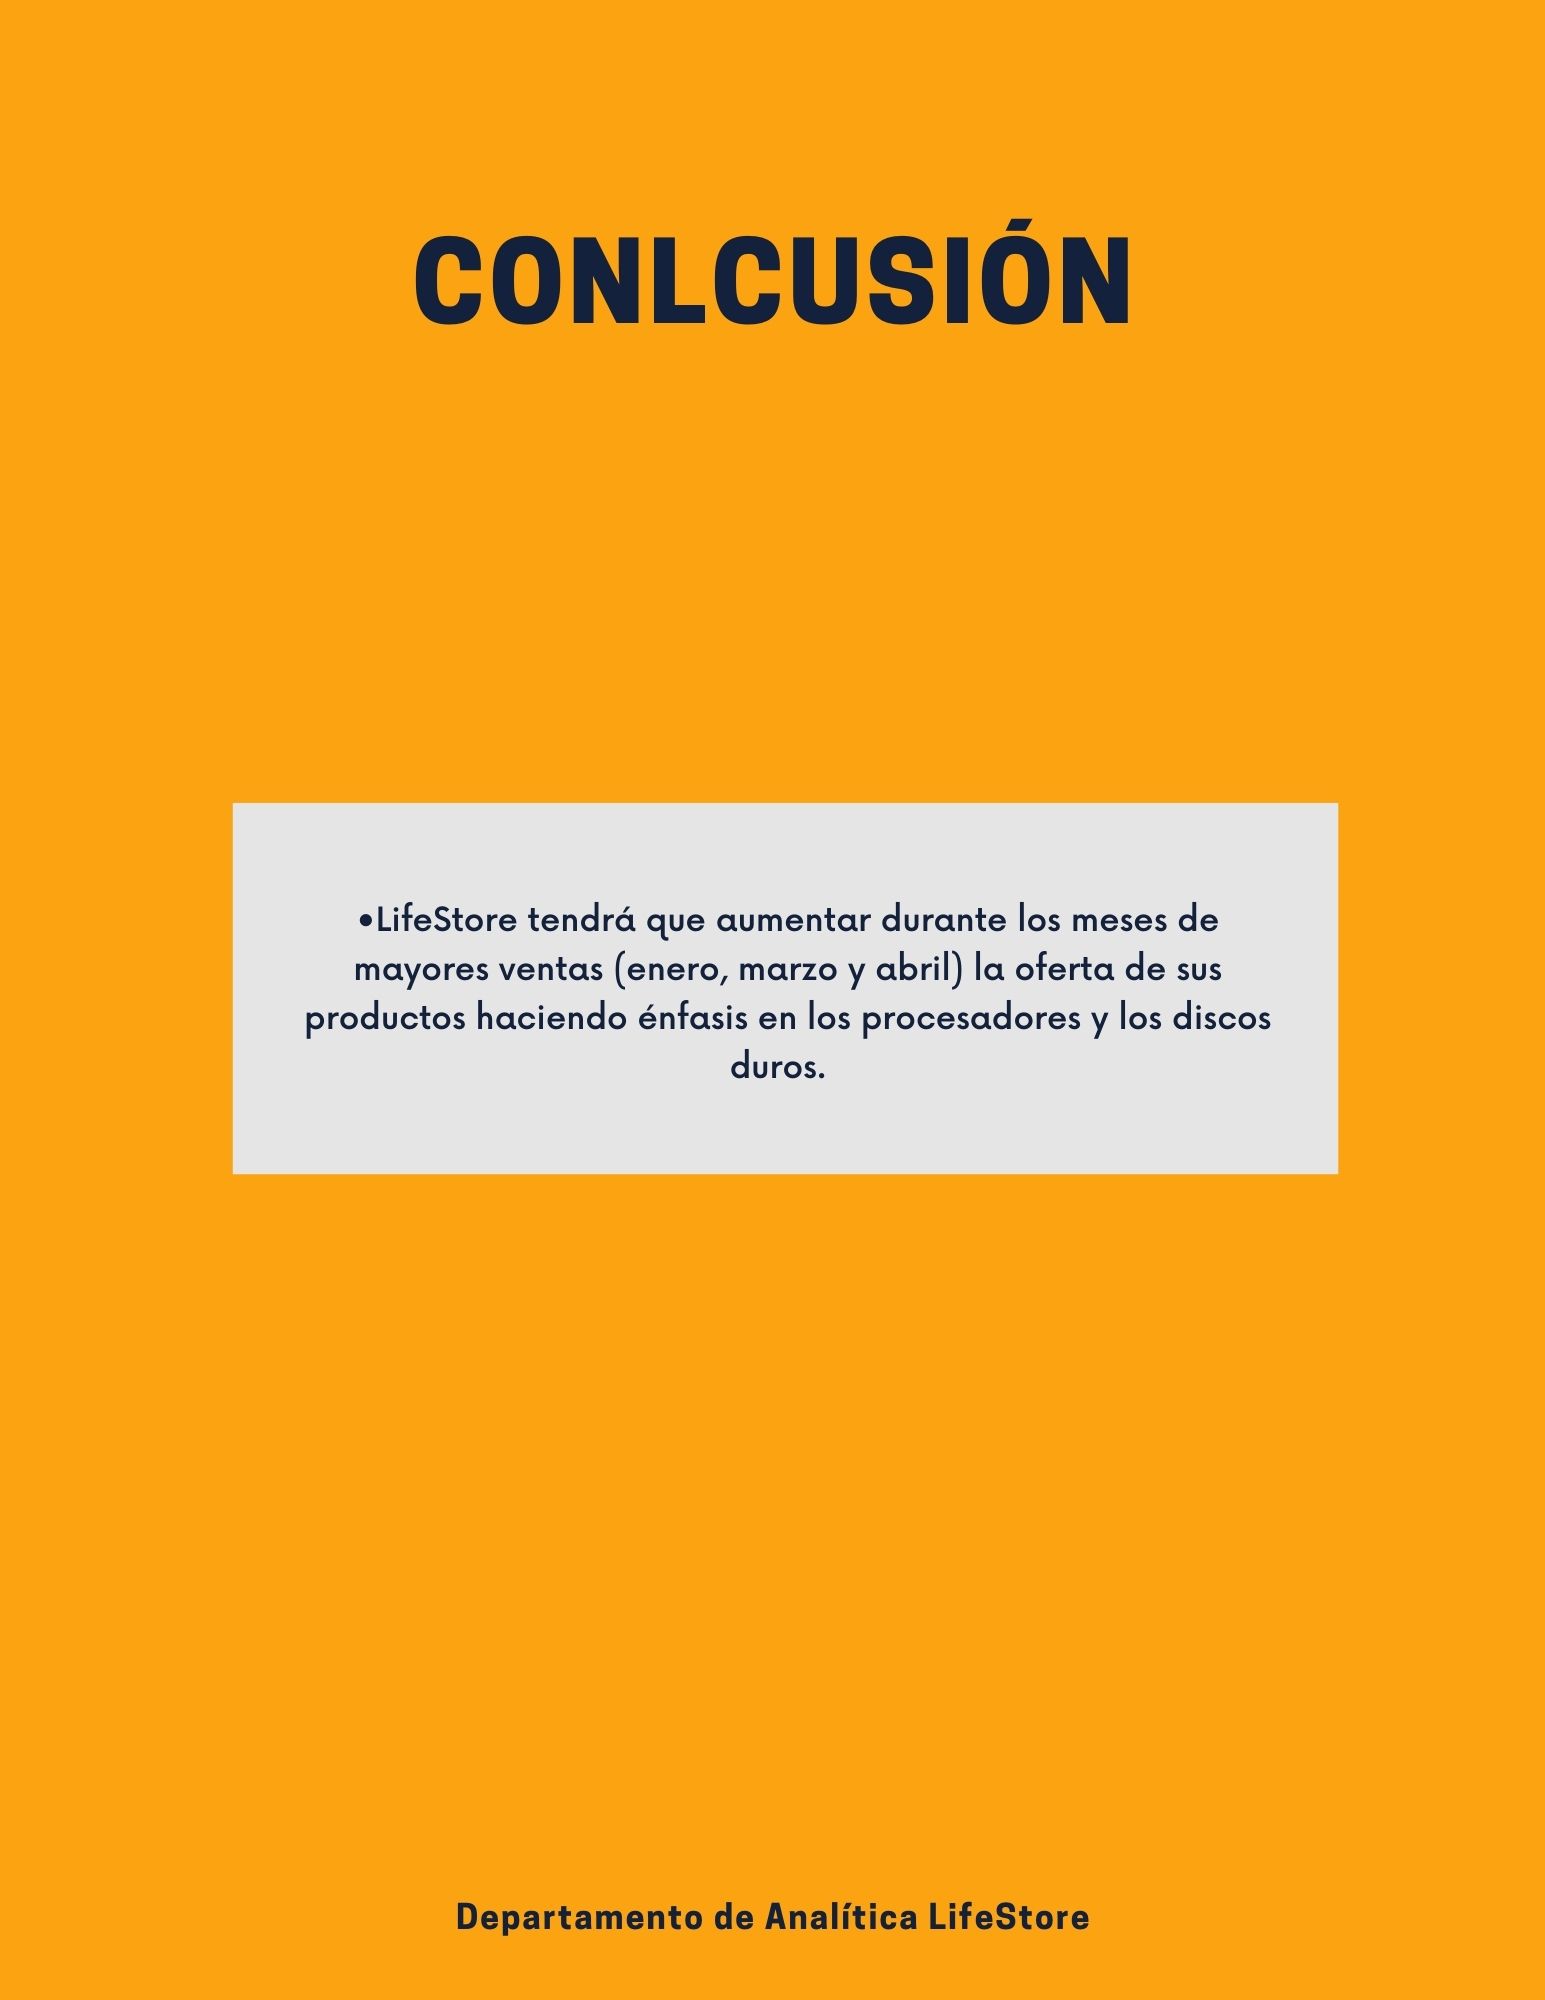 CONLCUSIÓN
•LifeStore tendrá que aumentar durante los meses de
mayores ventas (enero, marzo y abril) la oferta de sus
productos haciendo énfasis en los procesadores y los discos
duros.
Departamento de Analítica LifeStore